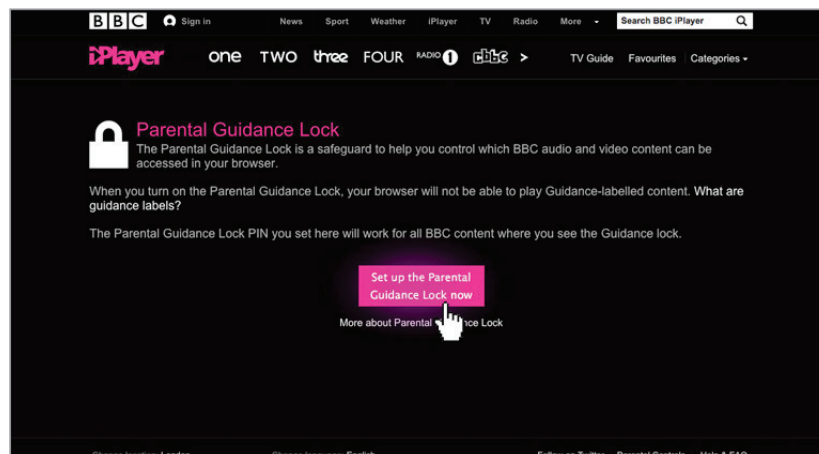 BBC Sign in News Sport Weather iPlayer TV Radio More Search BBC iPlayer
iPlayer one TWO three FOUR RADIO 1 cbbc > TV Guide Favourites Categories
Parental Guidance Lock
The Parental Guidance Lock is a safeguard to help you control which BBC audio and video content can be
accessed in your browser.
When you turn on the Parental Guidance Lock, your browser will not be able to play Guidance-labelled content. What are
guidance labels?
The Parental Guidance Lock PIN you set here will work for all BBC content where you see the Guidance lock.
Set up the Parental
Guidance Lock now
More about Parental Lock